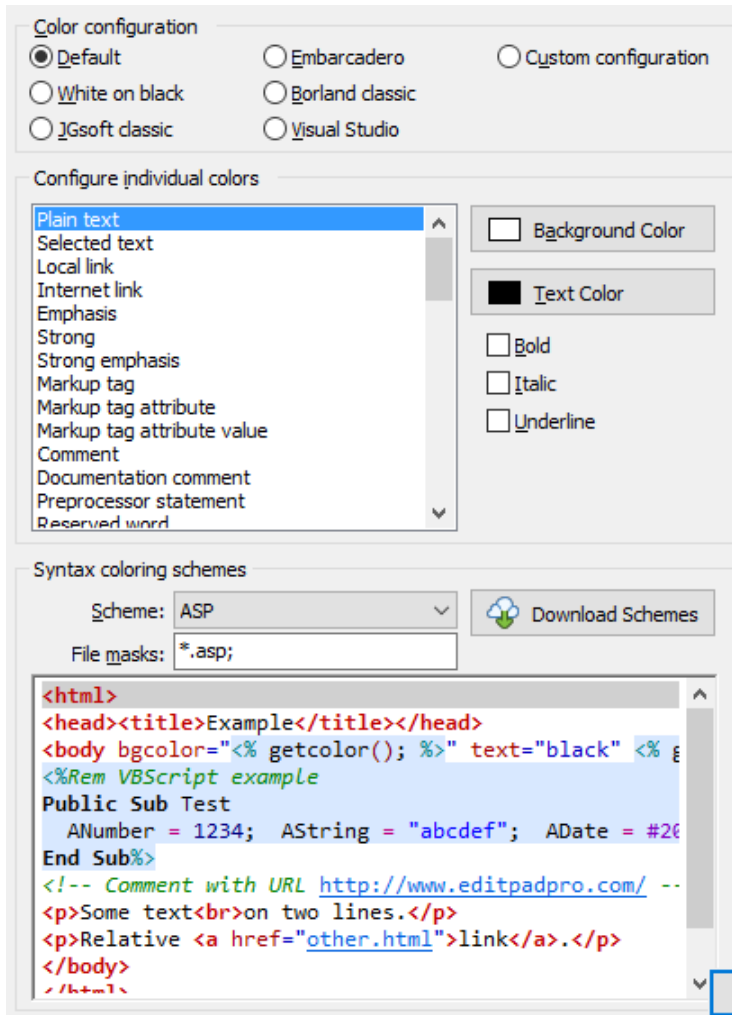 Color configuration
Default Embarcadero Custom configuration
White on black Borland classic
JGsoft classic Visual Studio
Configure individual colors
Plain text
Selected text
Local link
Internet link
Emphasis
Strong
Strong emphasis
Markup tag
Markup tag attribute
Markup tag attribute value
Comment
Documentation comment
Preprocessor statement
Reserved word
Background Color
Text Color
Bold
Italic
Underline
Syntax coloring schemes
Scheme: ASP Download Schemes
File masks: *.asp;
<html>
<head><title>Example</title></head>
<body bgcolor="<% getcolor(); %>" text="black" <% g
<%Rem VBScript example
Public Sub Test
  ANumber = 1234;  AString = "abcdef";  ADate = #20
End Sub%>
<!-- Comment with URL http://www.editpadpro.com/ --
<p>Some text<br>on two lines.</p>
<p>Relative <a href="other.html">link</a>.</p>
</body>
</html>